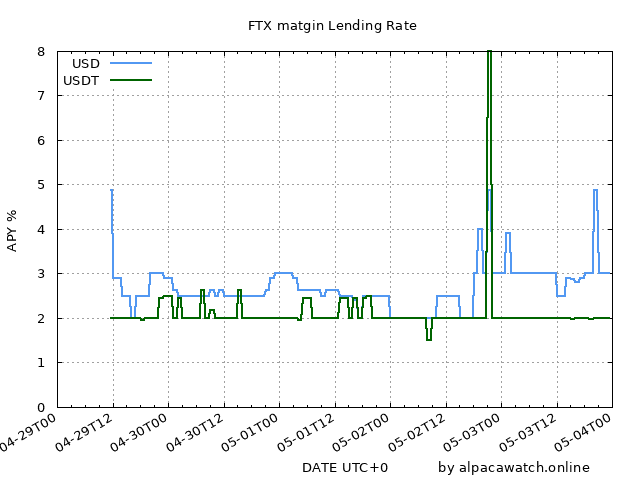 FTX matgin Lending Rate
USD
USDT
8
7
6
5
4
3
2
1
0
APY %
04-29T00
04-29T12
04-30T00
04-30T12
05-01T00
05-01T12
05-02T00
05-02T12
05-03T00
05-03T12
05-04T00
DATE UTC+0
by alpacawatch.online